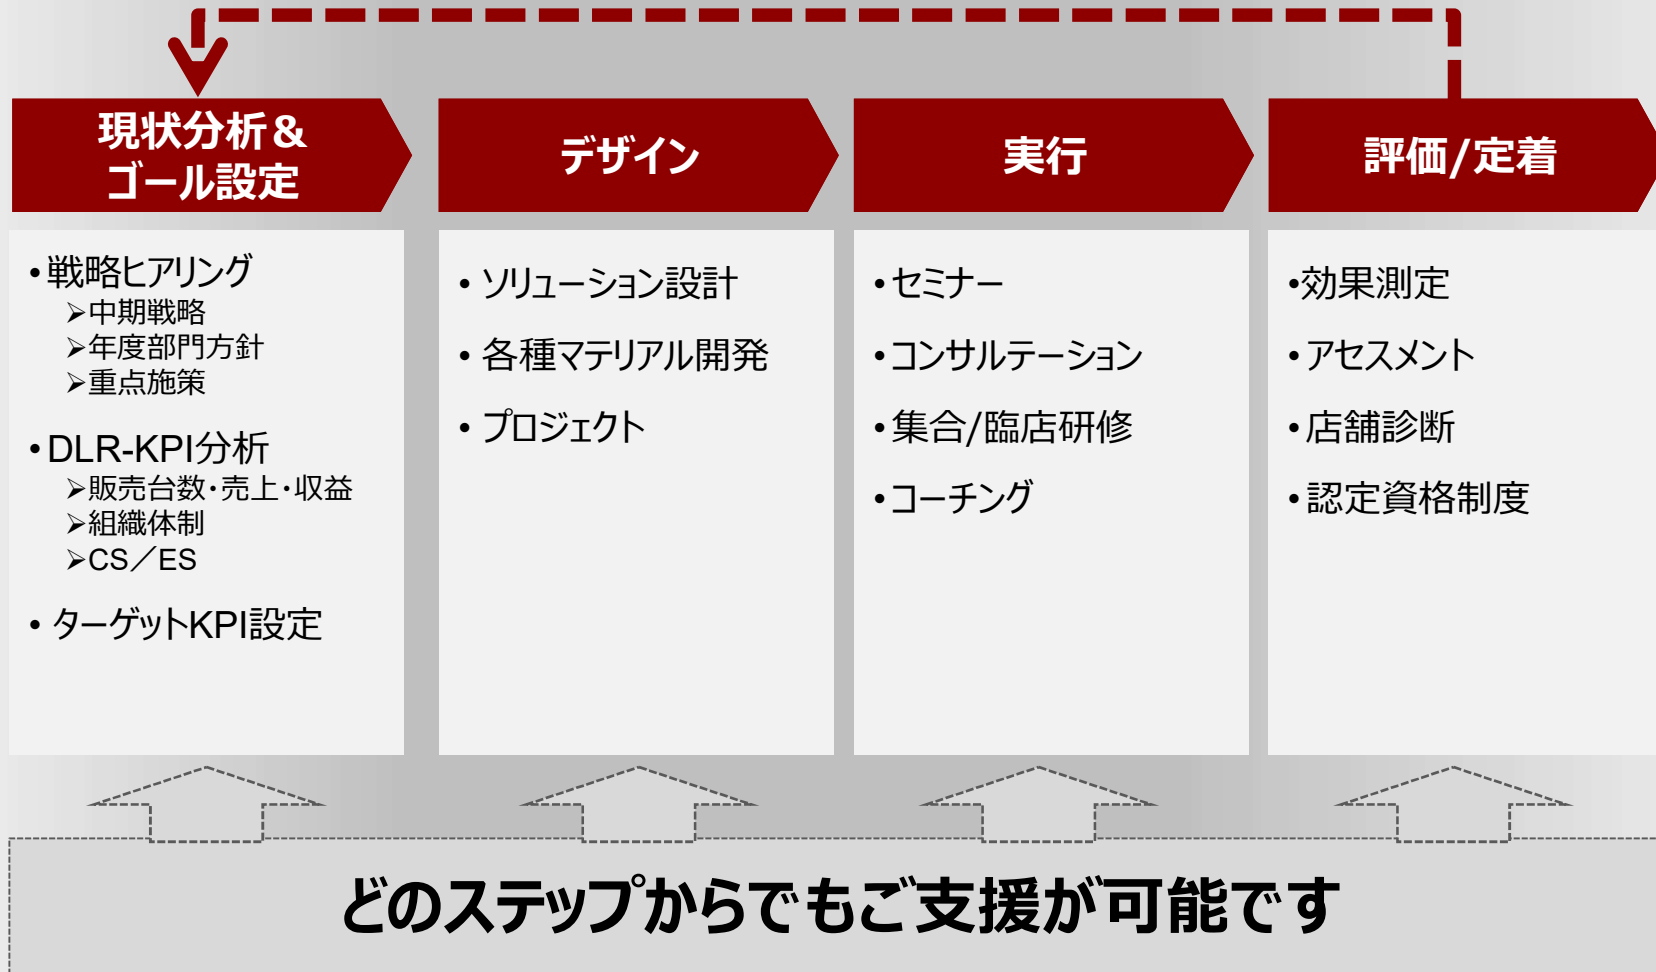 現状分析＆
ゴール設定
•戦略ヒアリング
➢中期戦略
➢年度部門方針
➢重点施策
•DLR-KPI分析
➢販売台数・売上・収益
➢組織体制
➢CS／ES
• ターゲットKPI設定
デザイン
• ソリューション設計
• 各種マテリアル開発
• プロジェクト
実行
•セミナー
•コンサルテーション
•集合/臨店研修
•コーチング
評価/定着
•効果測定
•アセスメント
•店舗診断
•認定資格制度
どのステップからでもご支援が可能です